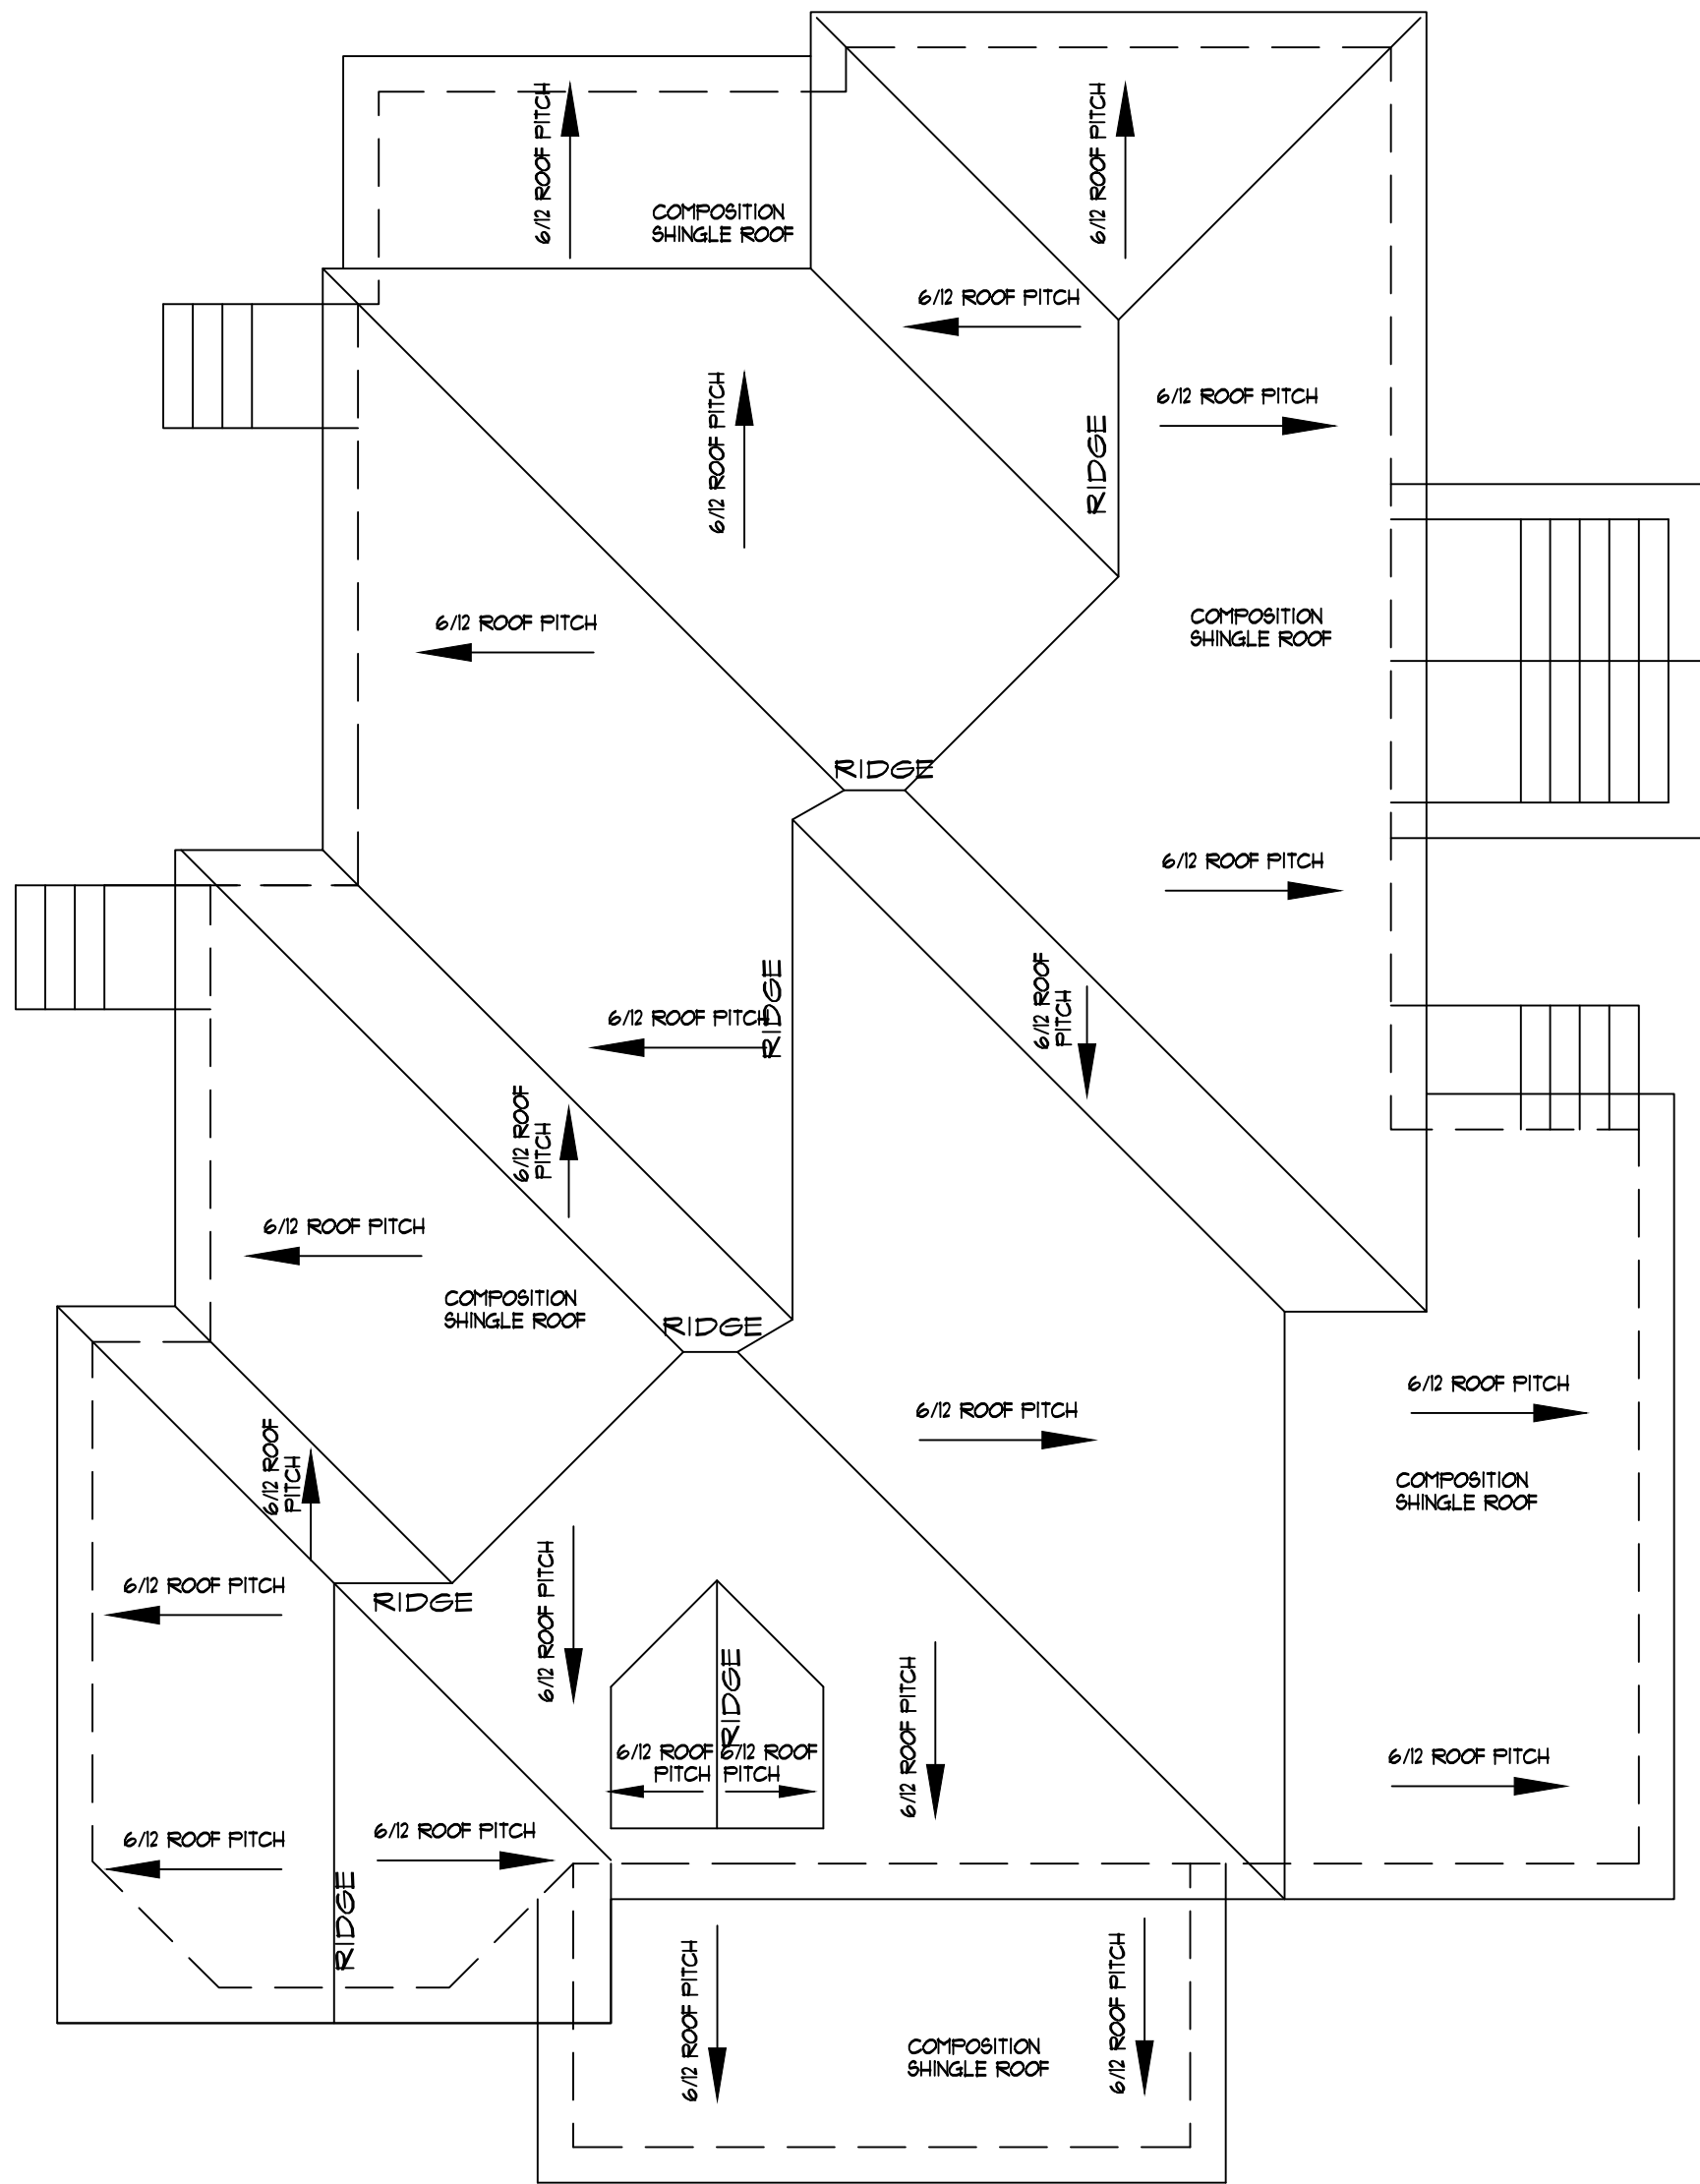 6/12 ROOF PITCH
6/12 ROOF PITCH
COMPOSITION
SHINGLE ROOF
6/12 ROOF PITCH
6/12 ROOF PITCH
6/12 ROOF PITCH
RIDGE
6/12 ROOF PITCH
COMPOSITION
SHINGLE ROOF
RIDGE
6/12 ROOF PITCH
RIDGE
6/12 ROOF PITCH
6/12 ROOF
PITCH
6/12 ROOF
PITCH
6/12 ROOF PITCH
COMPOSITION
SHINGLE ROOF
RIDGE
6/12 ROOF PITCH
6/12 ROOF PITCH
COMPOSITION
SHINGLE ROOF
6/12 ROOF
PITCH
6/12 ROOF PITCH
RIDGE
6/12 ROOF PITCH
RIDGE
6/12 ROOF PITCH
6/12 ROOF
PITCH
6/12 ROOF
PITCH
6/12 ROOF PITCH
6/12 ROOF PITCH
6/12 ROOF PITCH
RIDGE
6/12 ROOF PITCH
6/12 ROOF PITCH
COMPOSITION
SHINGLE ROOF